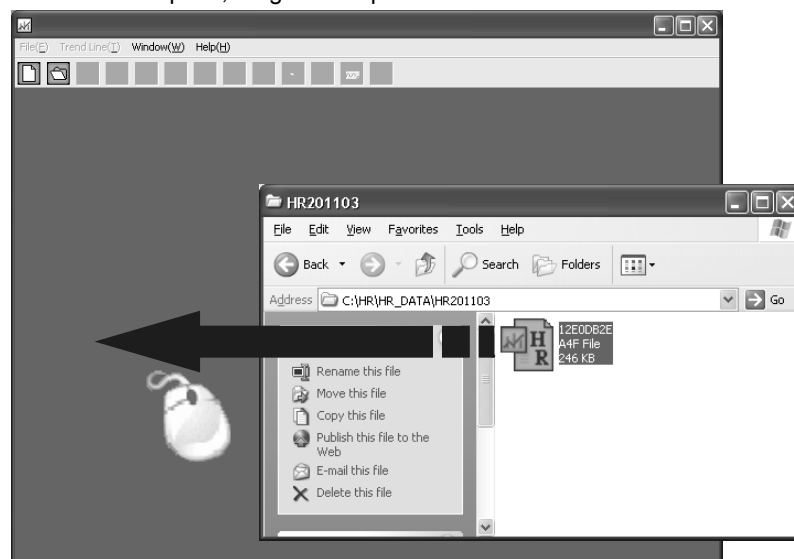 File(F) Trend Line(T) Window(W) Help(H)
HR201103
File Edit View Favorites Tools Help
Back Search Folders
Address C:\HR\HR_DATA\HR201103 Go
12E0DB2E
A4F File
246 KB
HR
Rename this file
Move this file
Copy this file
Publish this file to the
Web
E-mail this file
Delete this file